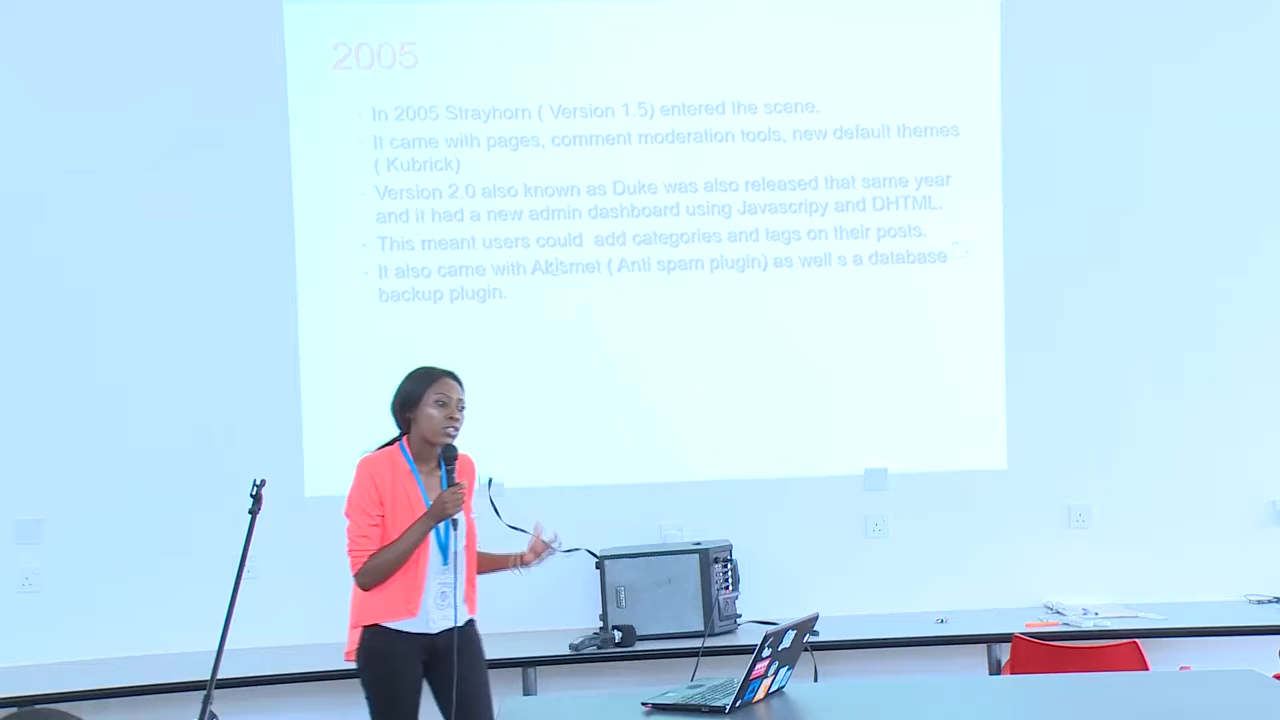 2005
In 2005 Strayhorn ( Version 1.5) entered the scene.
It came with pages, comment moderation tools, new default themes
( Kubrick)
Version 2.0 also known as Duke was also released that same year
and it had a new admin dashboard using Javascripy and DHTML.
This meant users could add categories and tags on their posts.
It also came with Akismet ( Anti spam plugin) as well s a database
backup plugin.